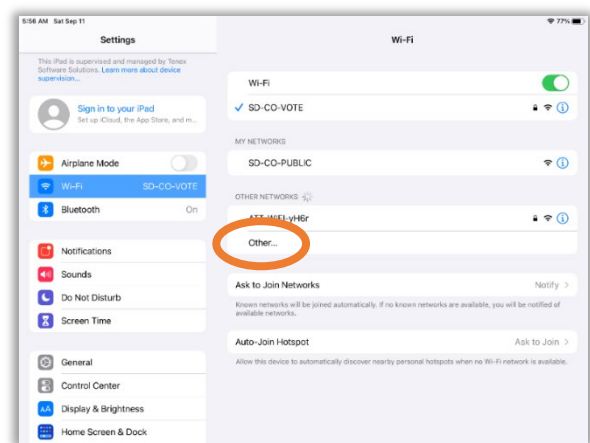 5:56 AM Sat Sep 11
77%
Settings
This iPad is supervised and managed by Tenex
Software Solutions. Learn more about device
supervision...
Sign in to your iPad
Set up iCloud, the App Store, and m...
Airplane Mode
Wi-Fi SD-CO-VOTE
Bluetooth On
Notifications
Sounds
Do Not Disturb
Screen Time
General
Control Center
AA Display & Brightness
Home Screen & Dock
Wi-Fi
Wi-Fi
SD-CO-VOTE
MY NETWORKS
SD-CO-PUBLIC
OTHER NETWORKS
ATT-WIFI-yH6r
Other...
Ask to Join Networks Notify
Known networks will be joined automatically. If no known networks are available, you will be notified of
available networks.
Auto-Join Hotspot Ask to Join
Allow this device to automatically discover nearby personal hotspots when no Wi-Fi network is available.